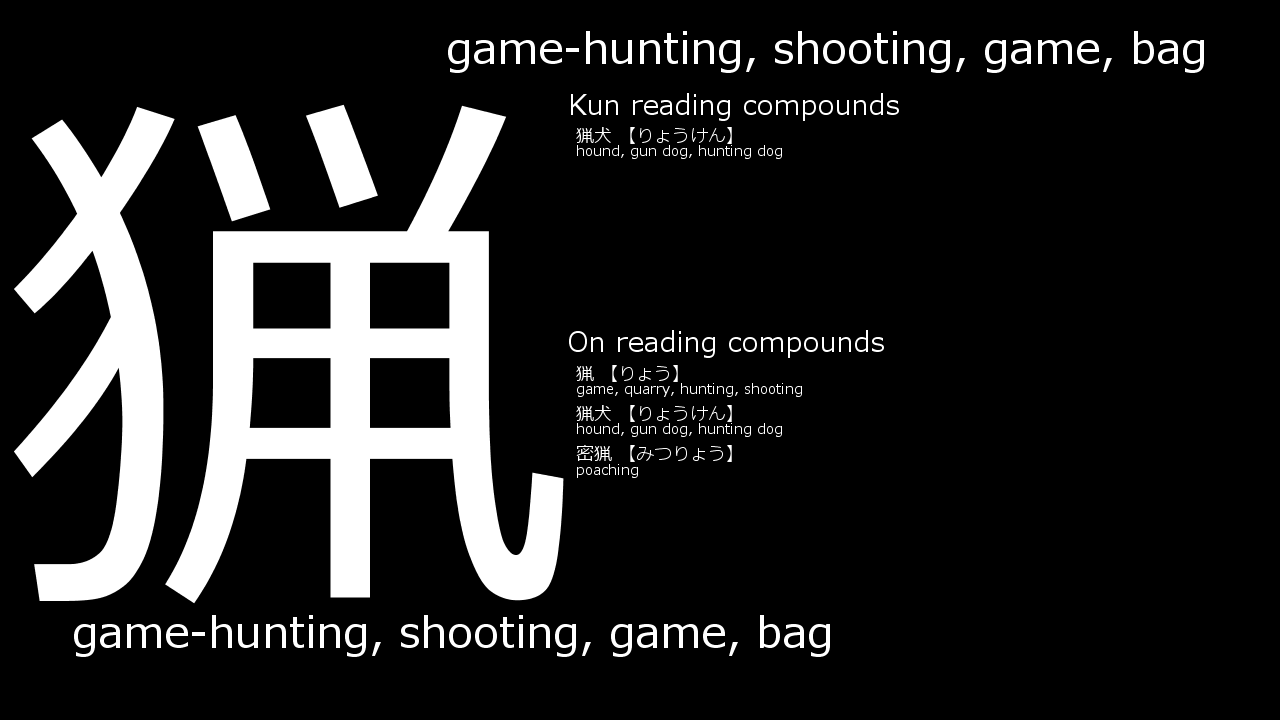 game-hunting, shooting, game, bag
猟
Kun reading compounds
猟犬 【りょうけん】
hound, gun dog, hunting dog
On reading compounds
猟 【りょう】
game, quarry, hunting, shooting
猟犬 【りょうけん】
hound, gun dog, hunting dog
密猟 【みつりょう】
poaching
game-hunting, shooting, game, bag